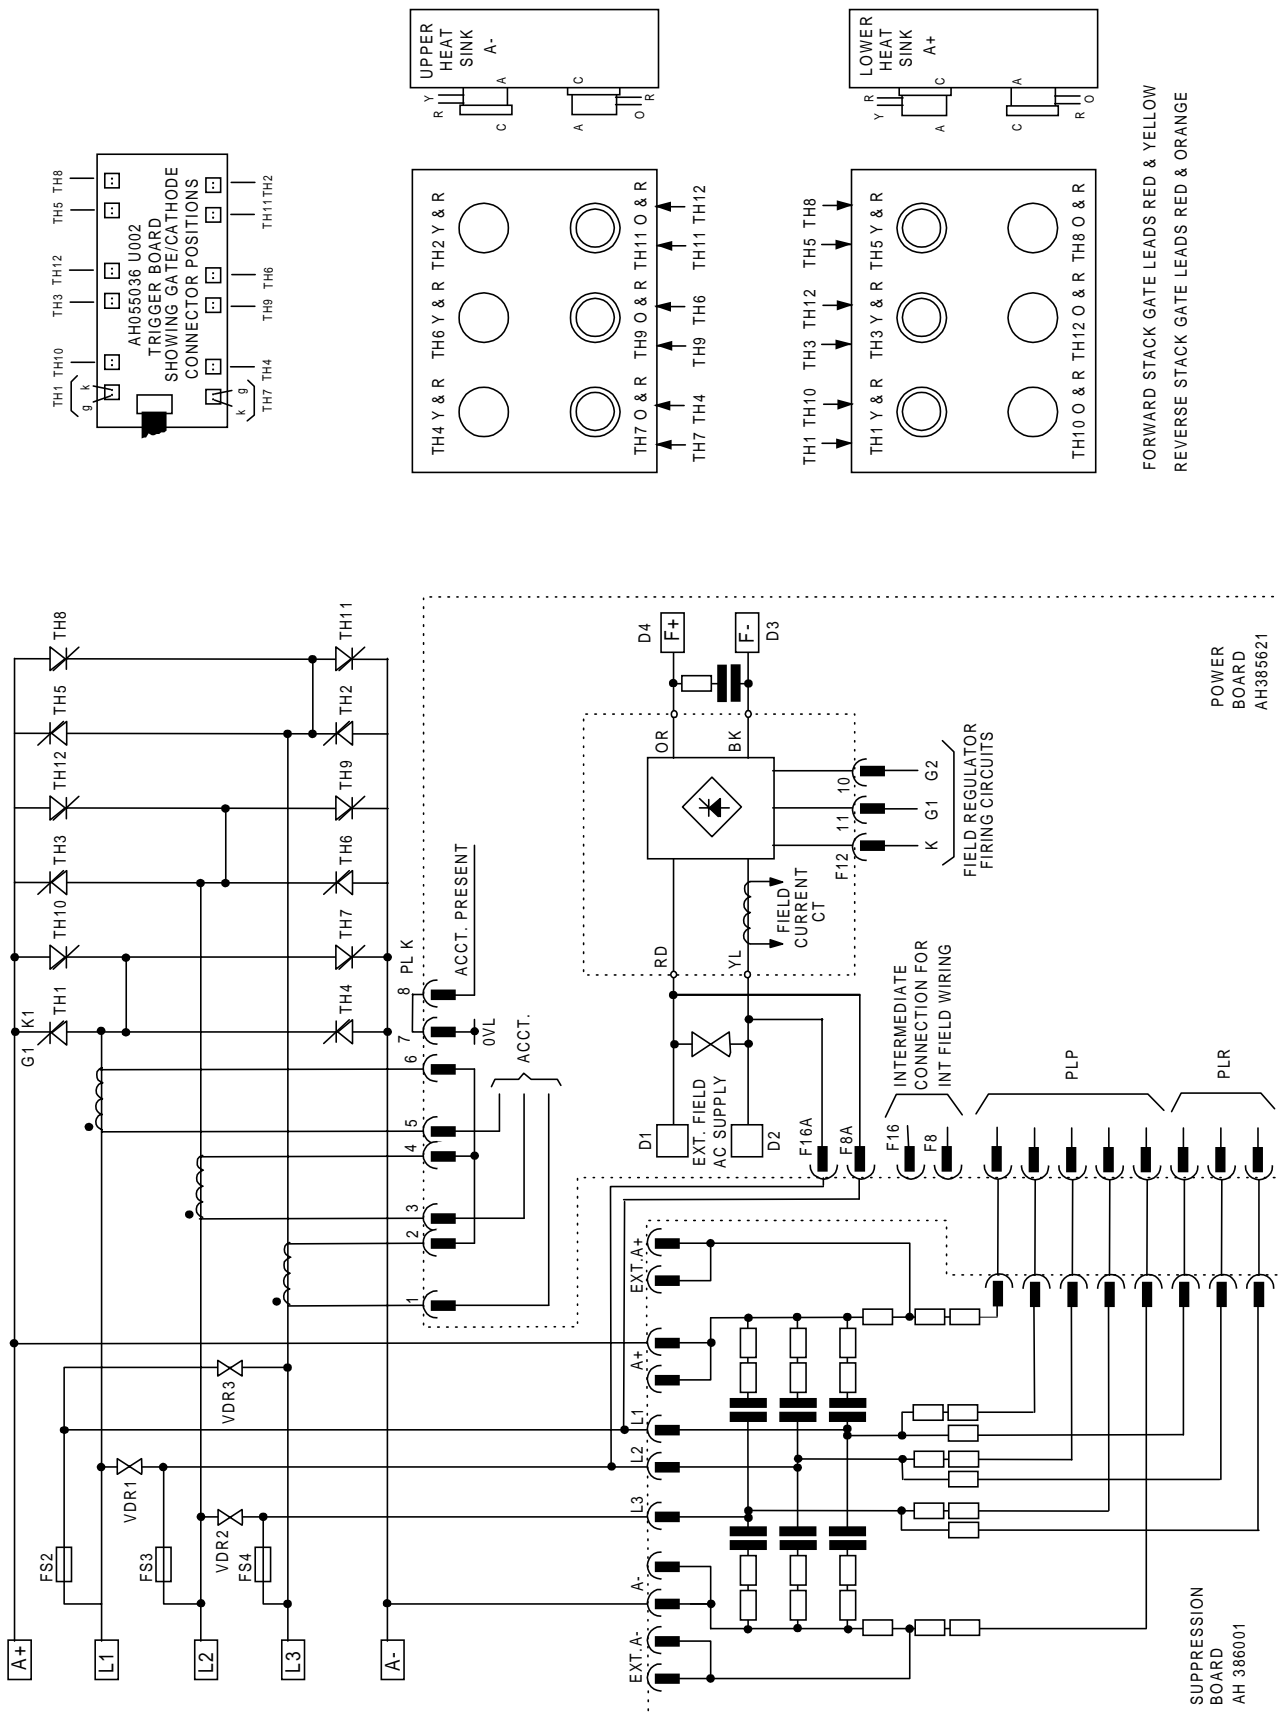 UPPER
HEAT
SINK
A-
R Y
A
C
C
A
O R
LOWER
HEAT
SINK
A+
Y R
C
A
A
C
R O
TH1 TH10
TH3 TH12
TH5 TH8
g k
AH055036 U002
TRIGGER BOARD
SHOWING GATE/CATHODE
CONNECTOR POSITIONS
k g
TH7 TH4
TH9 TH6
TH11 TH2
TH4 Y & R TH6 Y & R TH2 Y & R
TH7 O & R TH9 O & R TH11 O & R
TH7 TH4
TH9 TH6
TH11 TH12
TH1 TH10
TH3 TH12
TH5 TH8
TH1 Y & R TH3 Y & R TH5 Y & R
TH10 O & R TH12 O & R TH8 O & R
FORWARD STACK GATE LEADS RED & YELLOW
REVERSE STACK GATE LEADS RED & ORANGE
G1 K1
TH1
TH10
TH3
TH12
TH5
TH8
TH4
TH7
TH6
TH9
TH2
TH11
1
2
3
4
5
6
7
8
PL K
ACCT. PRESENT
0VL
ACCT.
D4
F+
F-
D3
OR
BK
RD
YL
FIELD
CURRENT
CT
F12
11
10
K
G1
G2
FIELD REGULATOR
FIRING CIRCUITS
POWER
BOARD
AH385621
D1
EXT. FIELD
AC SUPPLY
D2
F16A
F8A
F16
F8
INTERMEDIATE
CONNECTION FOR
INT FIELD WIRING
PLP
PLR
VDR3
VDR1
VDR2
FS2
FS3
FS4
A+
L1
L2
L3
A-
EXT.A+
A+
L1
L2
L3
A-
EXT.A-
SUPPRESSION
BOARD
AH 386001